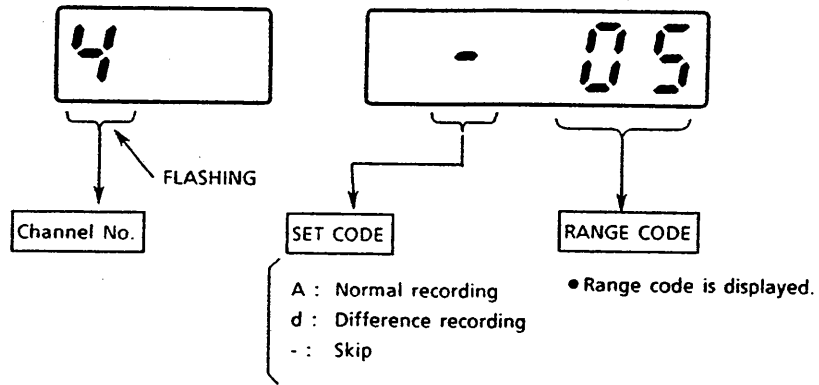 4 - 05
FLASHING
Channel No. SET CODE RANGE CODE
A : Normal recording
d : Difference recording
- : Skip
● Range code is displayed.